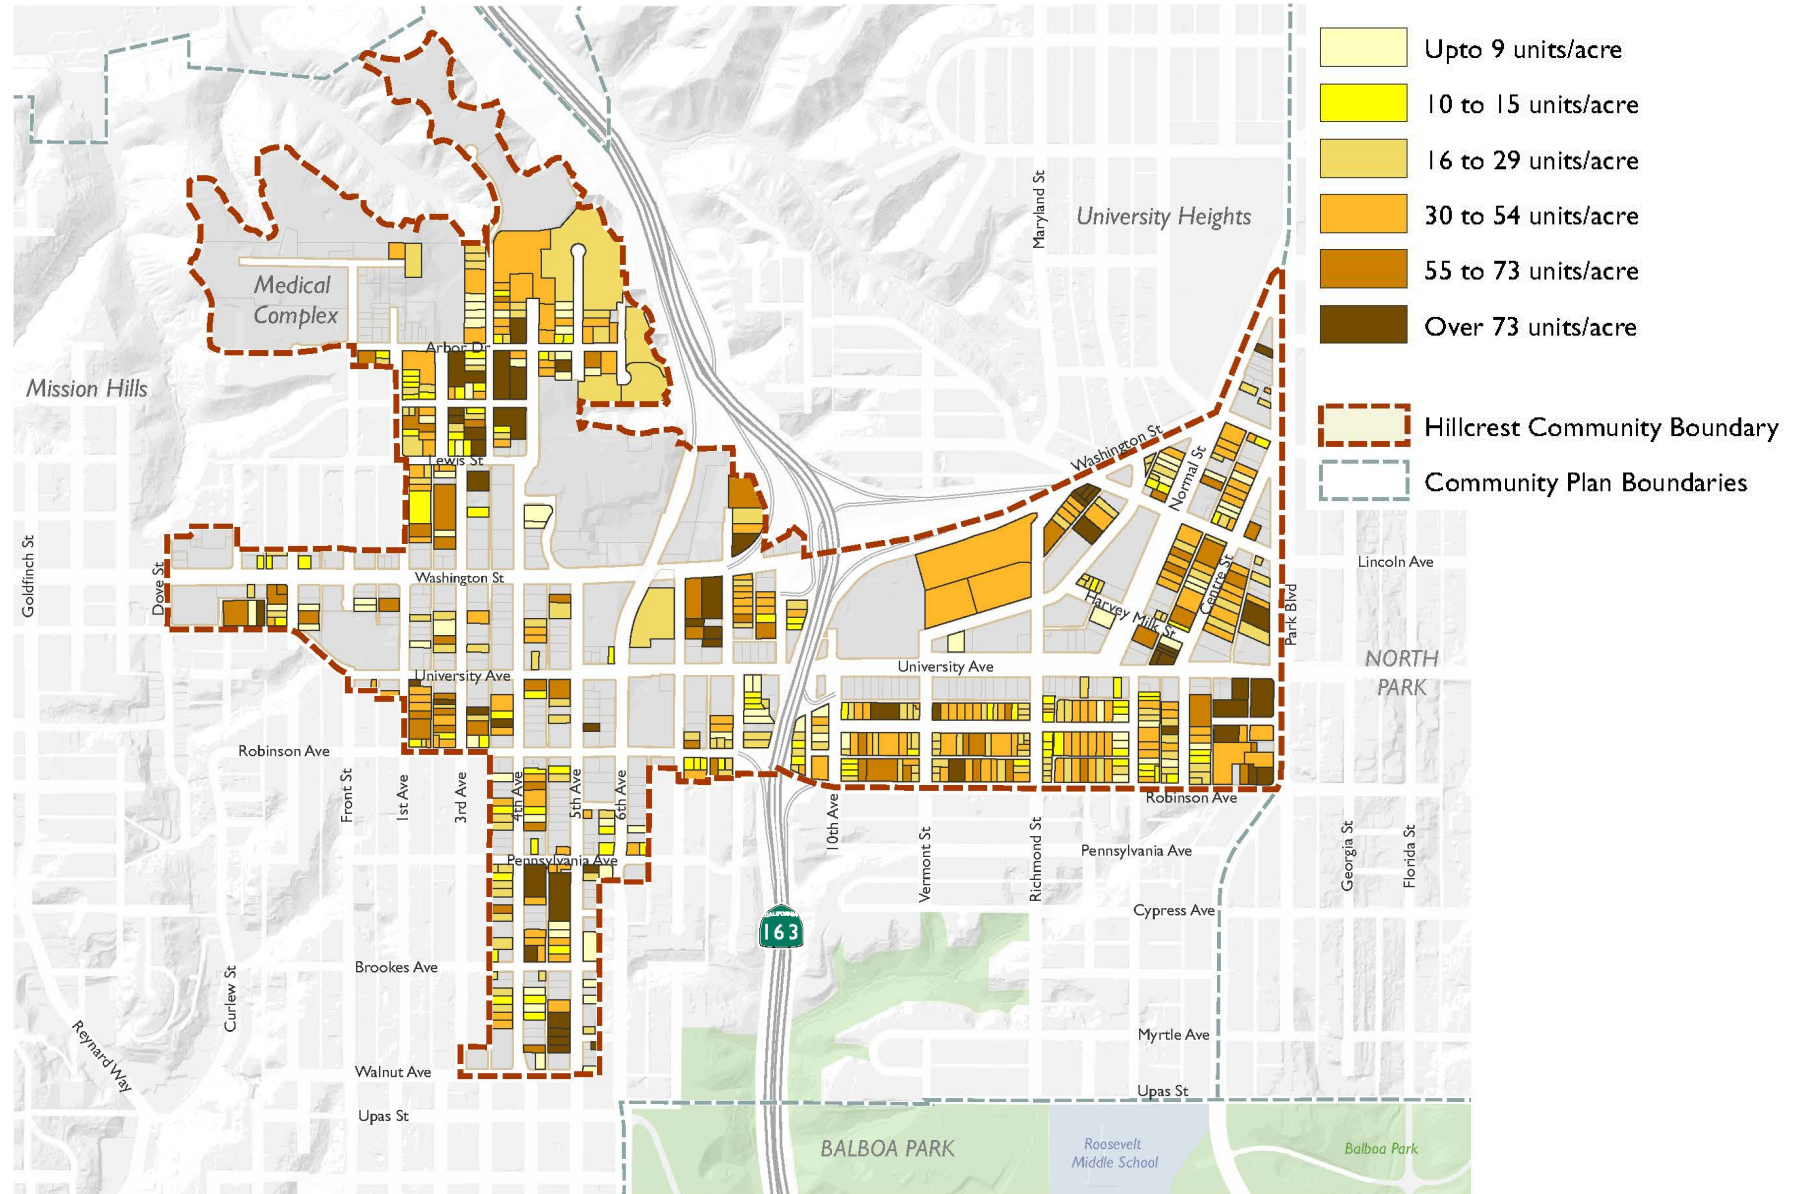 Upto 9 units/acre
10 to 15 units/acre
16 to 29 units/acre
30 to 54 units/acre
55 to 73 units/acre
Over 73 units/acre
Hillcrest Community Boundary
Community Plan Boundaries
Maryland St
University Heights
Medical
Complex
Arbor Dr
Mission Hills
Washington St
Lewis St
Normal St
Goldfinch St
Dove St
Washington St
Lincoln Ave
Centre St
Harvey Milk St
Park Blvd
University Ave
University Ave
NORTH
PARK
Robinson Ave
Front St
1st Ave
3rd Ave
4th Ave
5th Ave
6th Ave
10th Ave
Robinson Ave
Vermont St
Richmond St
Pennsylvania Ave
Pennsylvania Ave
Georgia St
Florida St
Cypress Ave
CALIFORNIA
163
Brookes Ave
Curlew St
Reynard Way
Myrtle Ave
Walnut Ave
Upas St
Upas St
BALBOA PARK
Roosevelt
Middle School
Balboa Park